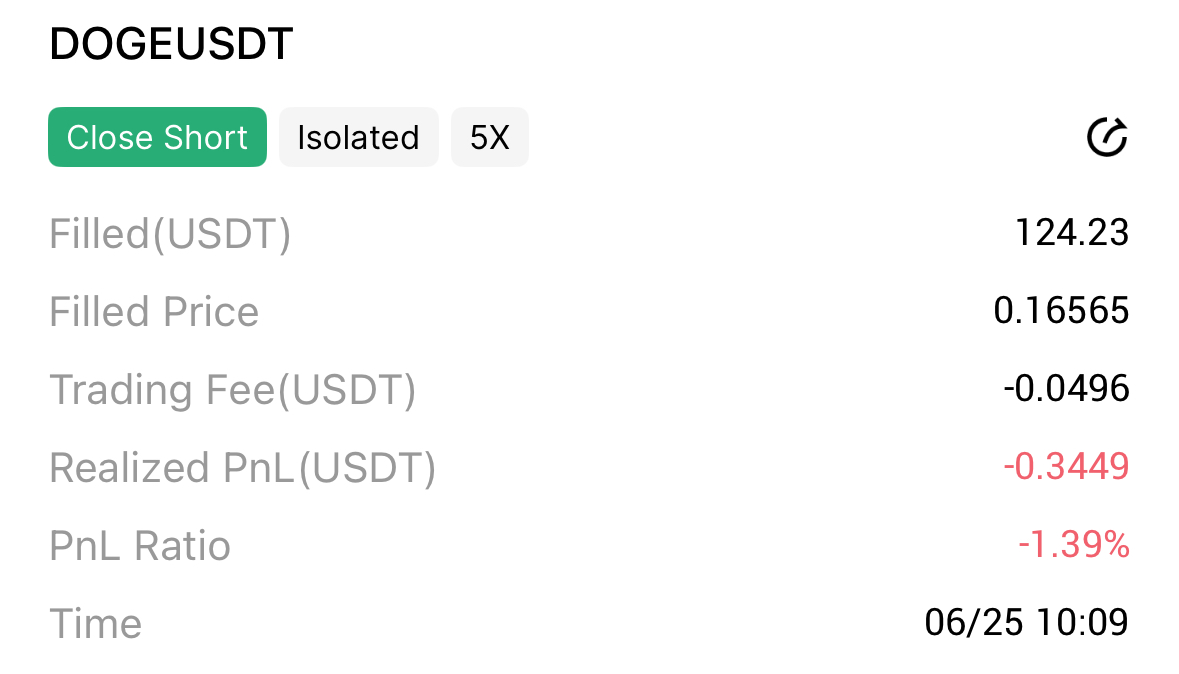 DOGEUSDT
Close Short Isolated 5X
Filled(USDT) 124.23
Filled Price 0.16565
Trading Fee(USDT) -0.0496
Realized PnL(USDT) -0.3449
PnL Ratio -1.39%
Time 06/25 10:09